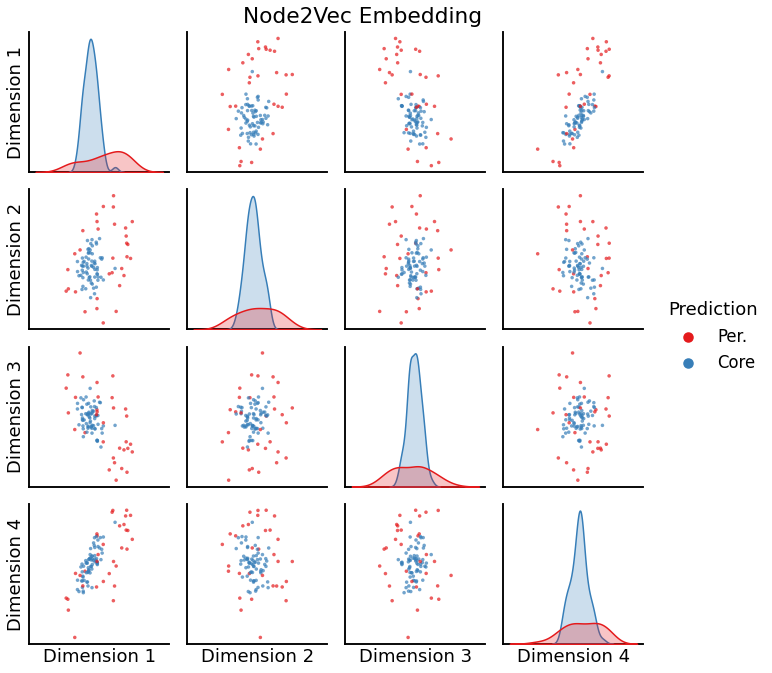 Node2Vec Embedding
Dimension 1
Dimension 2
Dimension 3
Dimension 4
Prediction
Per.
Core
Dimension 1
Dimension 2
Dimension 3
Dimension 4